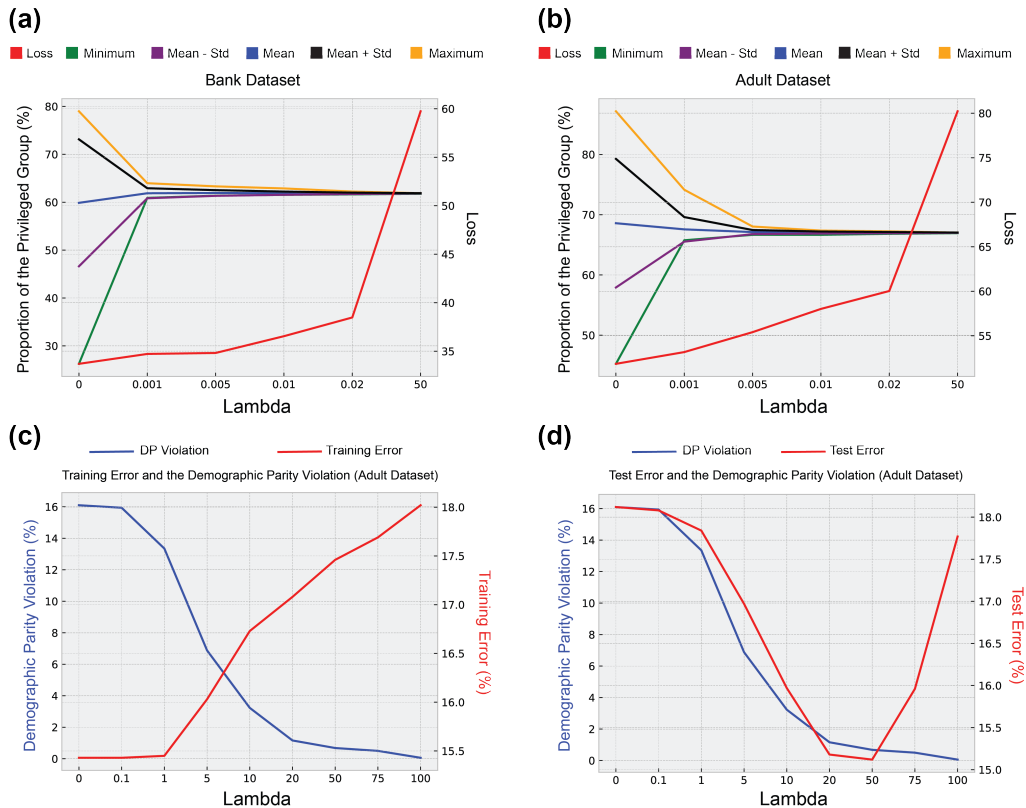 (a)
Loss Minimum Mean - Std Mean Mean + Std Maximum
Bank Dataset
Proportion of the Privileged Group (%)
80
70
60
50
40
30
60
55
50
45
40
35
Loss
0 0.001 0.005 0.01 0.02 50
Lambda
(b)
Loss Minimum Mean - Std Mean Mean + Std Maximum
Adult Dataset
Proportion of the Privileged Group (%)
80
70
60
50
80
75
70
65
60
55
Loss
0 0.001 0.005 0.01 0.02 50
Lambda
(c)
DP Violation Training Error
Training Error and the Demographic Parity Violation (Adult Dataset)
Demographic Parity Violation (%)
16
14
12
10
8
6
4
2
0
18.0
17.5
17.0
16.5
16.0
15.5
Training Error (%)
0 0.1 1 5 10 20 50 75 100
Lambda
(d)
DP Violation Test Error
Test Error and the Demographic Parity Violation (Adult Dataset)
Demographic Parity Violation (%)
16
14
12
10
8
6
4
2
0
18.0
17.5
17.0
16.5
16.0
15.5
15.0
Test Error (%)
0 0.1 1 5 10 20 50 75 100
Lambda